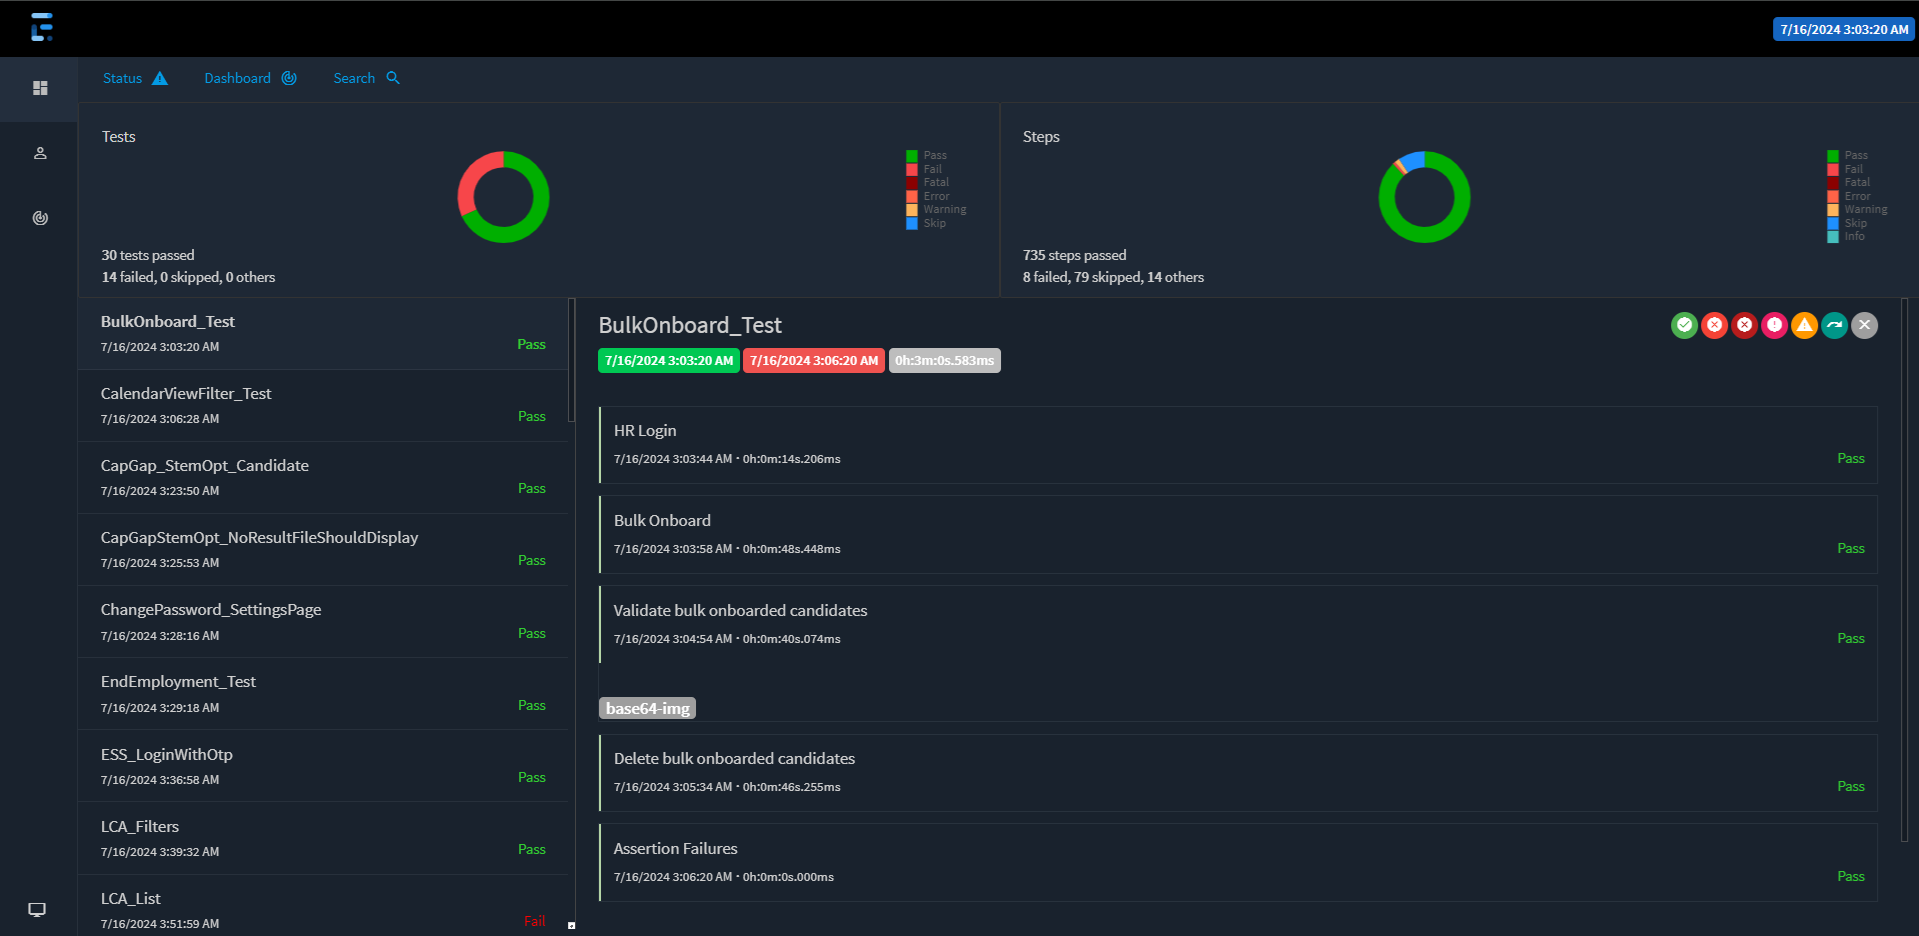 7/16/2024 3:03:20 AM
Status
Dashboard
Search
Tests
Pass
Fail
Fatal
Error
Warning
Skip
30 tests passed
14 failed, 0 skipped, 0 others
Steps
Pass
Fail
Fatal
Error
Warning
Skip
Info
735 steps passed
8 failed, 79 skipped, 14 others
BulkOnboard_Test
7/16/2024 3:03:20 AM
Pass
CalendarViewFilter_Test
7/16/2024 3:06:28 AM
Pass
CapGap_StemOpt_Candidate
7/16/2024 3:23:50 AM
Pass
CapGapStemOpt_NoResultFileShouldDisplay
7/16/2024 3:25:53 AM
Pass
ChangePassword_SettingsPage
7/16/2024 3:28:16 AM
Pass
EndEmployment_Test
7/16/2024 3:29:18 AM
Pass
ESS_LoginWithOtp
7/16/2024 3:36:58 AM
Pass
LCA_Filters
7/16/2024 3:39:32 AM
Pass
LCA_List
7/16/2024 3:51:59 AM
Fail
BulkOnboard_Test
7/16/2024 3:03:20 AM 7/16/2024 3:06:20 AM 0h:3m:0s.583ms
HR Login
7/16/2024 3:03:44 AM · 0h:0m:14s.206ms
Pass
Bulk Onboard
7/16/2024 3:03:58 AM · 0h:0m:48s.448ms
Pass
Validate bulk onboarded candidates
7/16/2024 3:04:54 AM · 0h:0m:40s.074ms
Pass
base64-img
Delete bulk onboarded candidates
7/16/2024 3:05:34 AM · 0h:0m:46s.255ms
Pass
Assertion Failures
7/16/2024 3:06:20 AM · 0h:0m:0s.000ms
Pass